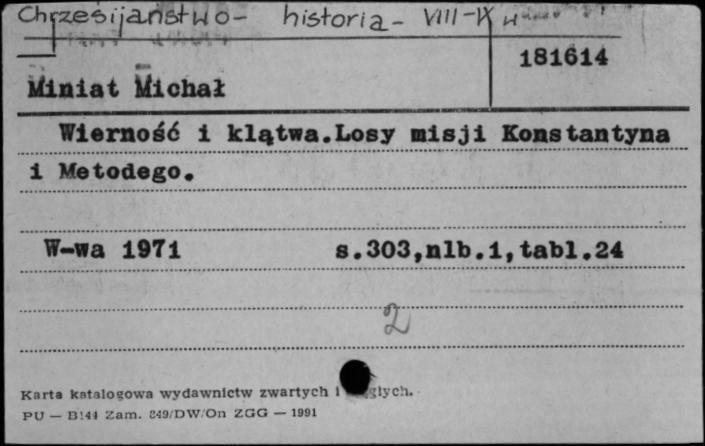 Chrześcijaństwo - historia - VIII-IX w
181614
Miniat Michał
Wierność i klątwa.Losy misji Konstantyna
i Metodego.
W-wa 1971 s.303,nlb.1,tabl.24
2
Karta katalogowa wydawnictw zwartych i
PU — B144 Zam. 849/DW/On ZGG — 1991